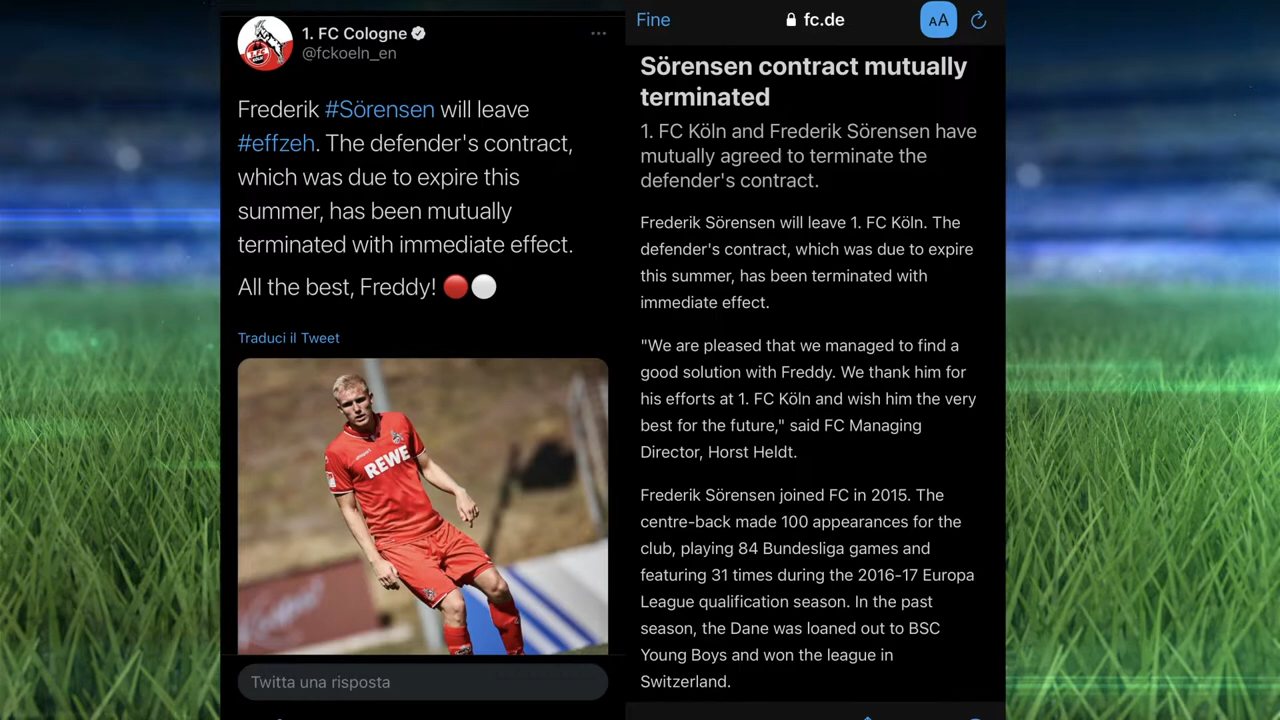 1. FC Cologne
@fckoeln_en
Frederik #Sörensen will leave
#effzeh. The defender's contract,
which was due to expire this
summer, has been mutually
terminated with immediate effect.
All the best, Freddy!
Traduci il Tweet
REWE
Twitta una risposta
Fine
fc.de
AA
Sörensen contract mutually
terminated
1. FC Köln and Frederik Sörensen have
mutually agreed to terminate the
defender's contract.
Frederik Sörensen will leave 1. FC Köln. The
defender's contract, which was due to expire
this summer, has been terminated with
immediate effect.
"We are pleased that we managed to find a
good solution with Freddy. We thank him for
his efforts at 1. FC Köln and wish him the very
best for the future," said FC Managing
Director, Horst Heldt.
Frederik Sörensen joined FC in 2015. The
centre-back made 100 appearances for the
club, playing 84 Bundesliga games and
featuring 31 times during the 2016-17 Europa
League qualification season. In the past
season, the Dane was loaned out to BSC
Young Boys and won the league in
Switzerland.